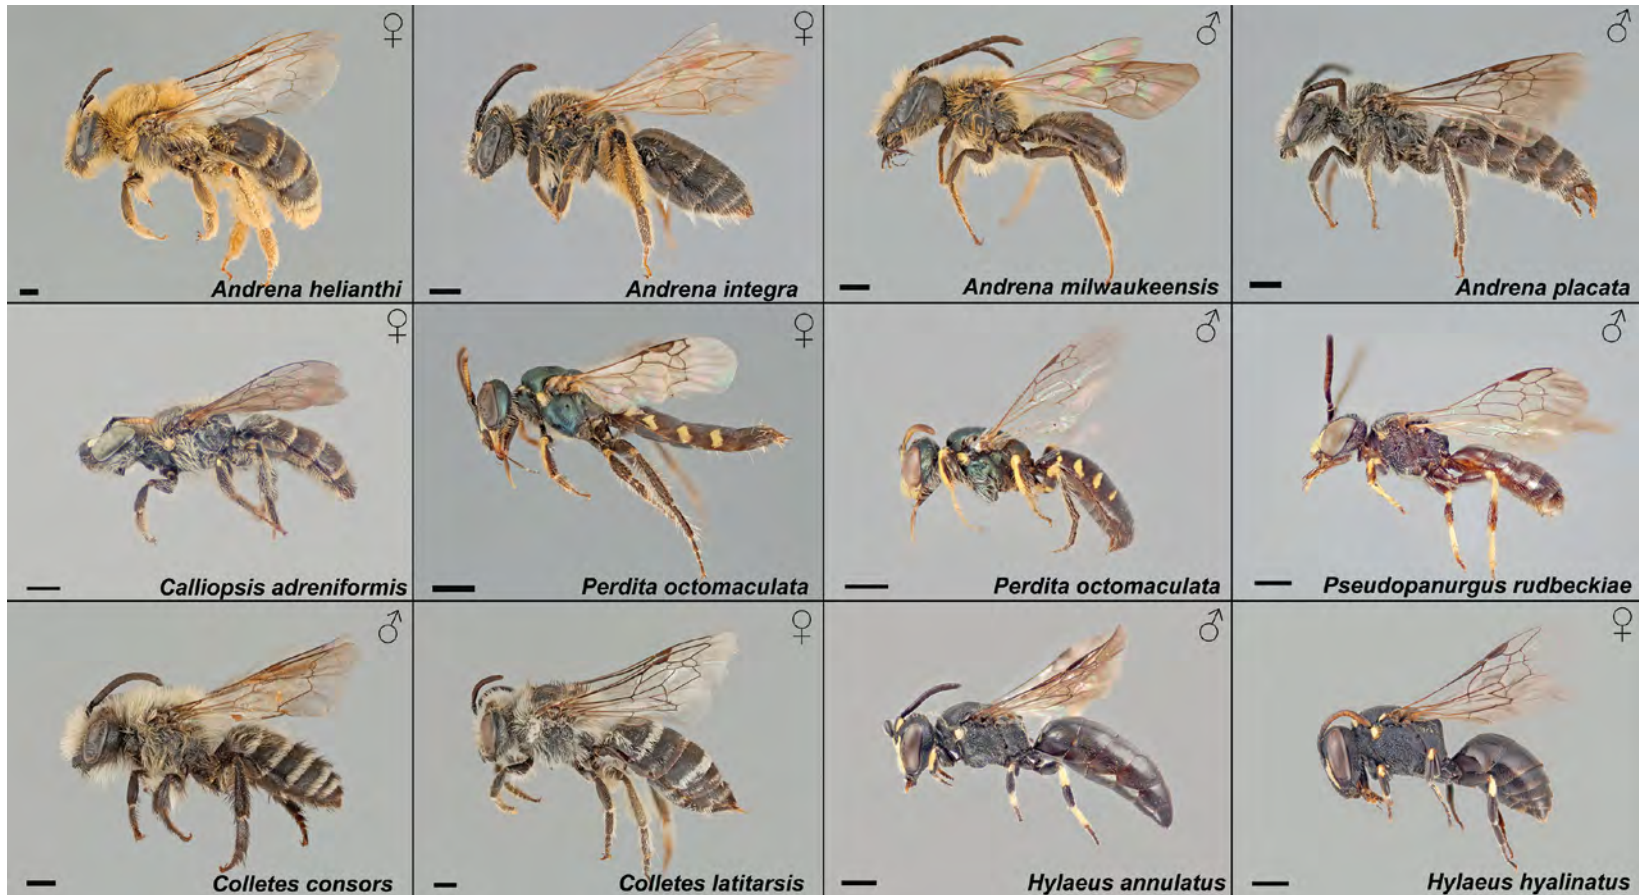 ♀
♀
♂
♂
Andrena helianthi
Andrena integra
Andrena milwaukeensis
Andrena placata
♀
♀
♂
♂
Calliopsis adreniformis
Perdita octomaculata
Perdita octomaculata
Pseudopanurgus rudbeckiae
♂
♀
♂
♀
Colletes consors
Colletes latitarsis
Hylaeus annulatus
Hylaeus hyalinatus